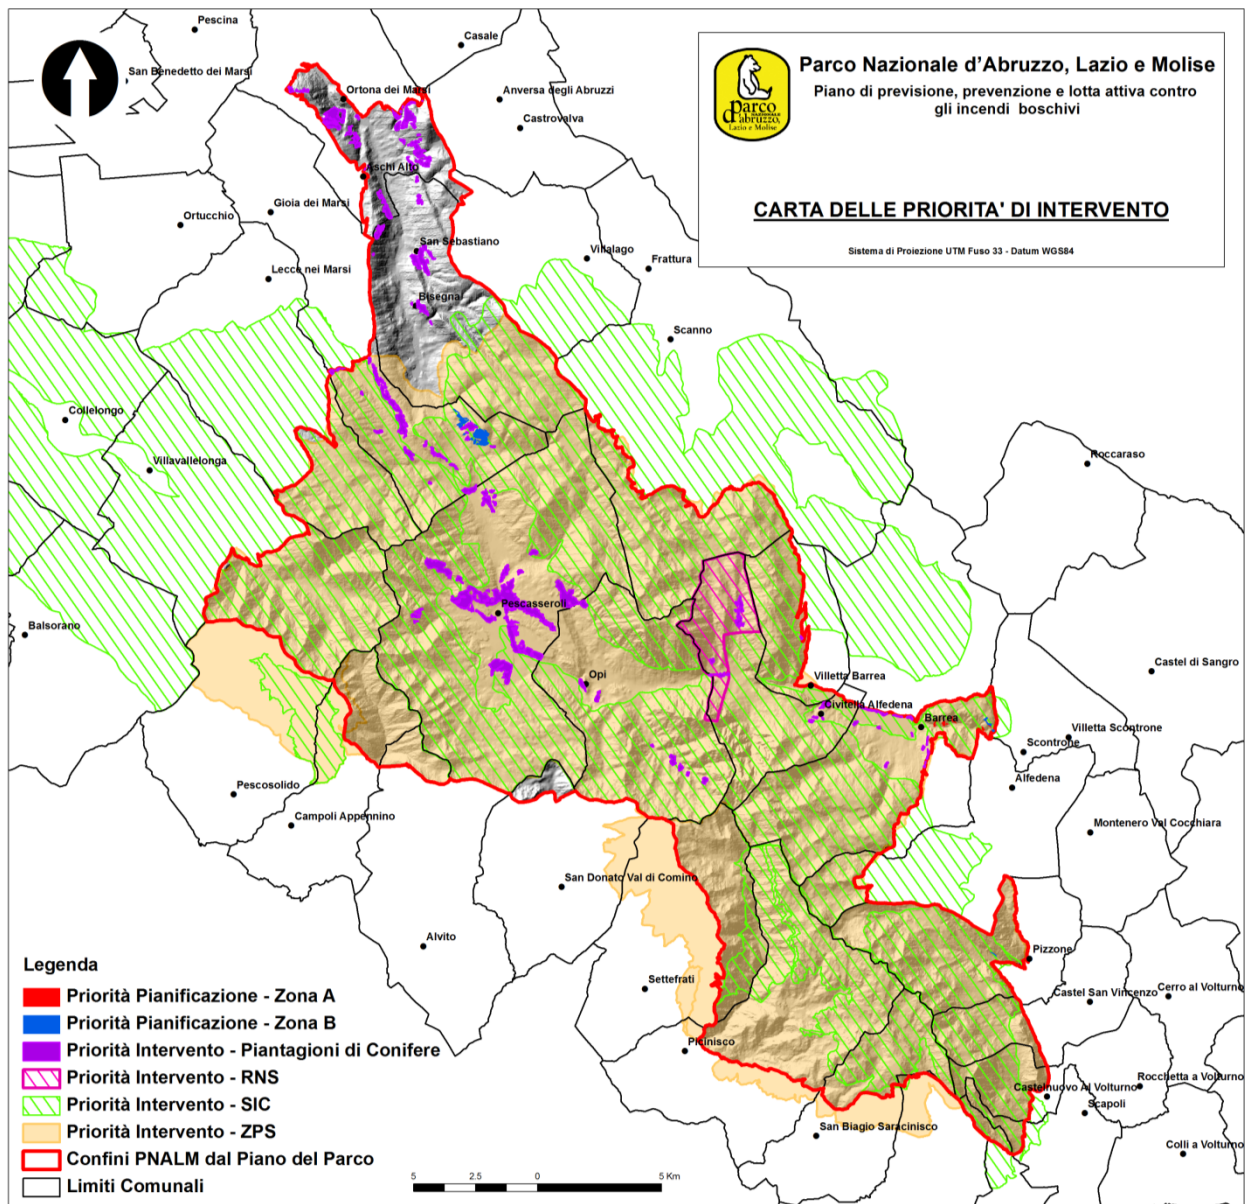 Parco Nazionale d'Abruzzo, Lazio e Molise
Piano di previsione, prevenzione e lotta attiva contro
gli incendi boschivi
CARTA DELLE PRIORITA' DI INTERVENTO
Sistema di Proiezione UTM Fuso 33 - Datum WGS84
Parco
NAZIONALE
d'abruzzo,
Lazio e Molise
Pescina
Casale
San Benedetto dei Marsi
Ortona dei Marsi
Anversa degli Abruzzi
Castrovalva
Aschi Alto
Gioia dei Marsi
Ortucchio
San Sebastiano
Villalago
Frattura
Lecce nei Marsi
Bisegna
Scanno
Collelongo
Villavallelonga
Roccaraso
Pescasseroli
Balsorano
Opi
Villetta Barrea
Castel di Sangro
Civitella Alfedena
Barrea
Villetta Scontrone
Scontrone
Alfedena
Pescosolido
Campoli Appennino
Montenero Val Cocchiara
San Donato Val di Comino
Alvito
Pizzone
Settefrati
Castel San Vincenzo
Cerro al Volturno
Picinisco
Castelnuovo Al Volturno
Rocchetta a Volturno
Scapoli
San Biagio Saracinisco
Colli a Volturno
Legenda
Priorità Pianificazione - Zona A
Priorità Pianificazione - Zona B
Priorità Intervento - Piantagioni di Conifere
Priorità Intervento - RNS
Priorità Intervento - SIC
Priorità Intervento - ZPS
Confini PNALM dal Piano del Parco
Limiti Comunali
5 2.5 0 5 Km